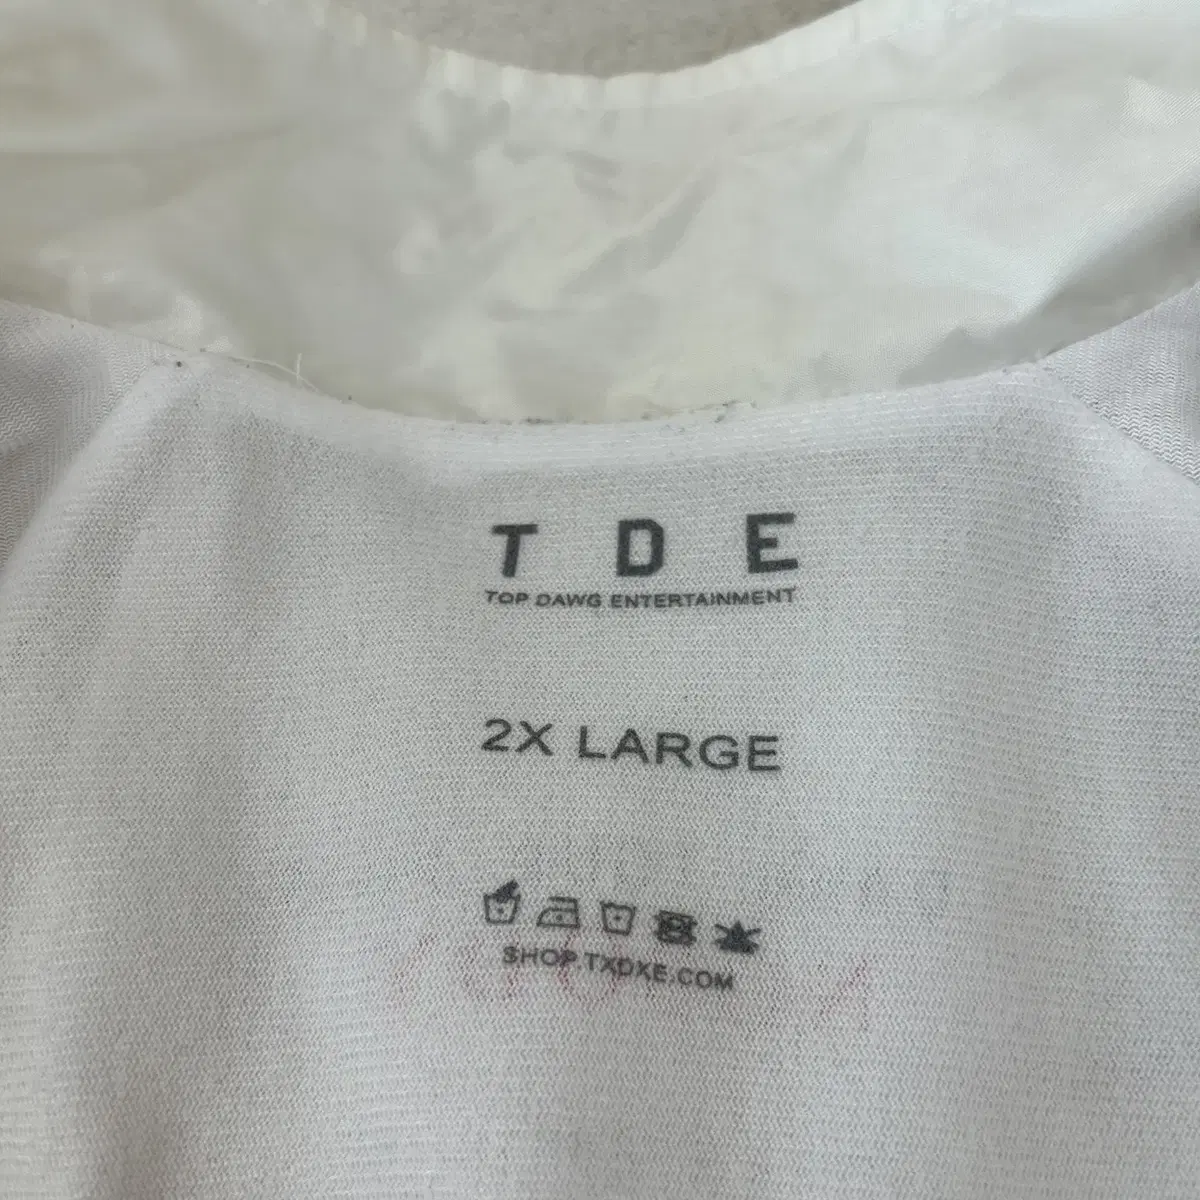 TDE
TOP DAWG ENTERTAINMENT
2X LARGE
SHOP.TXDXE.COM